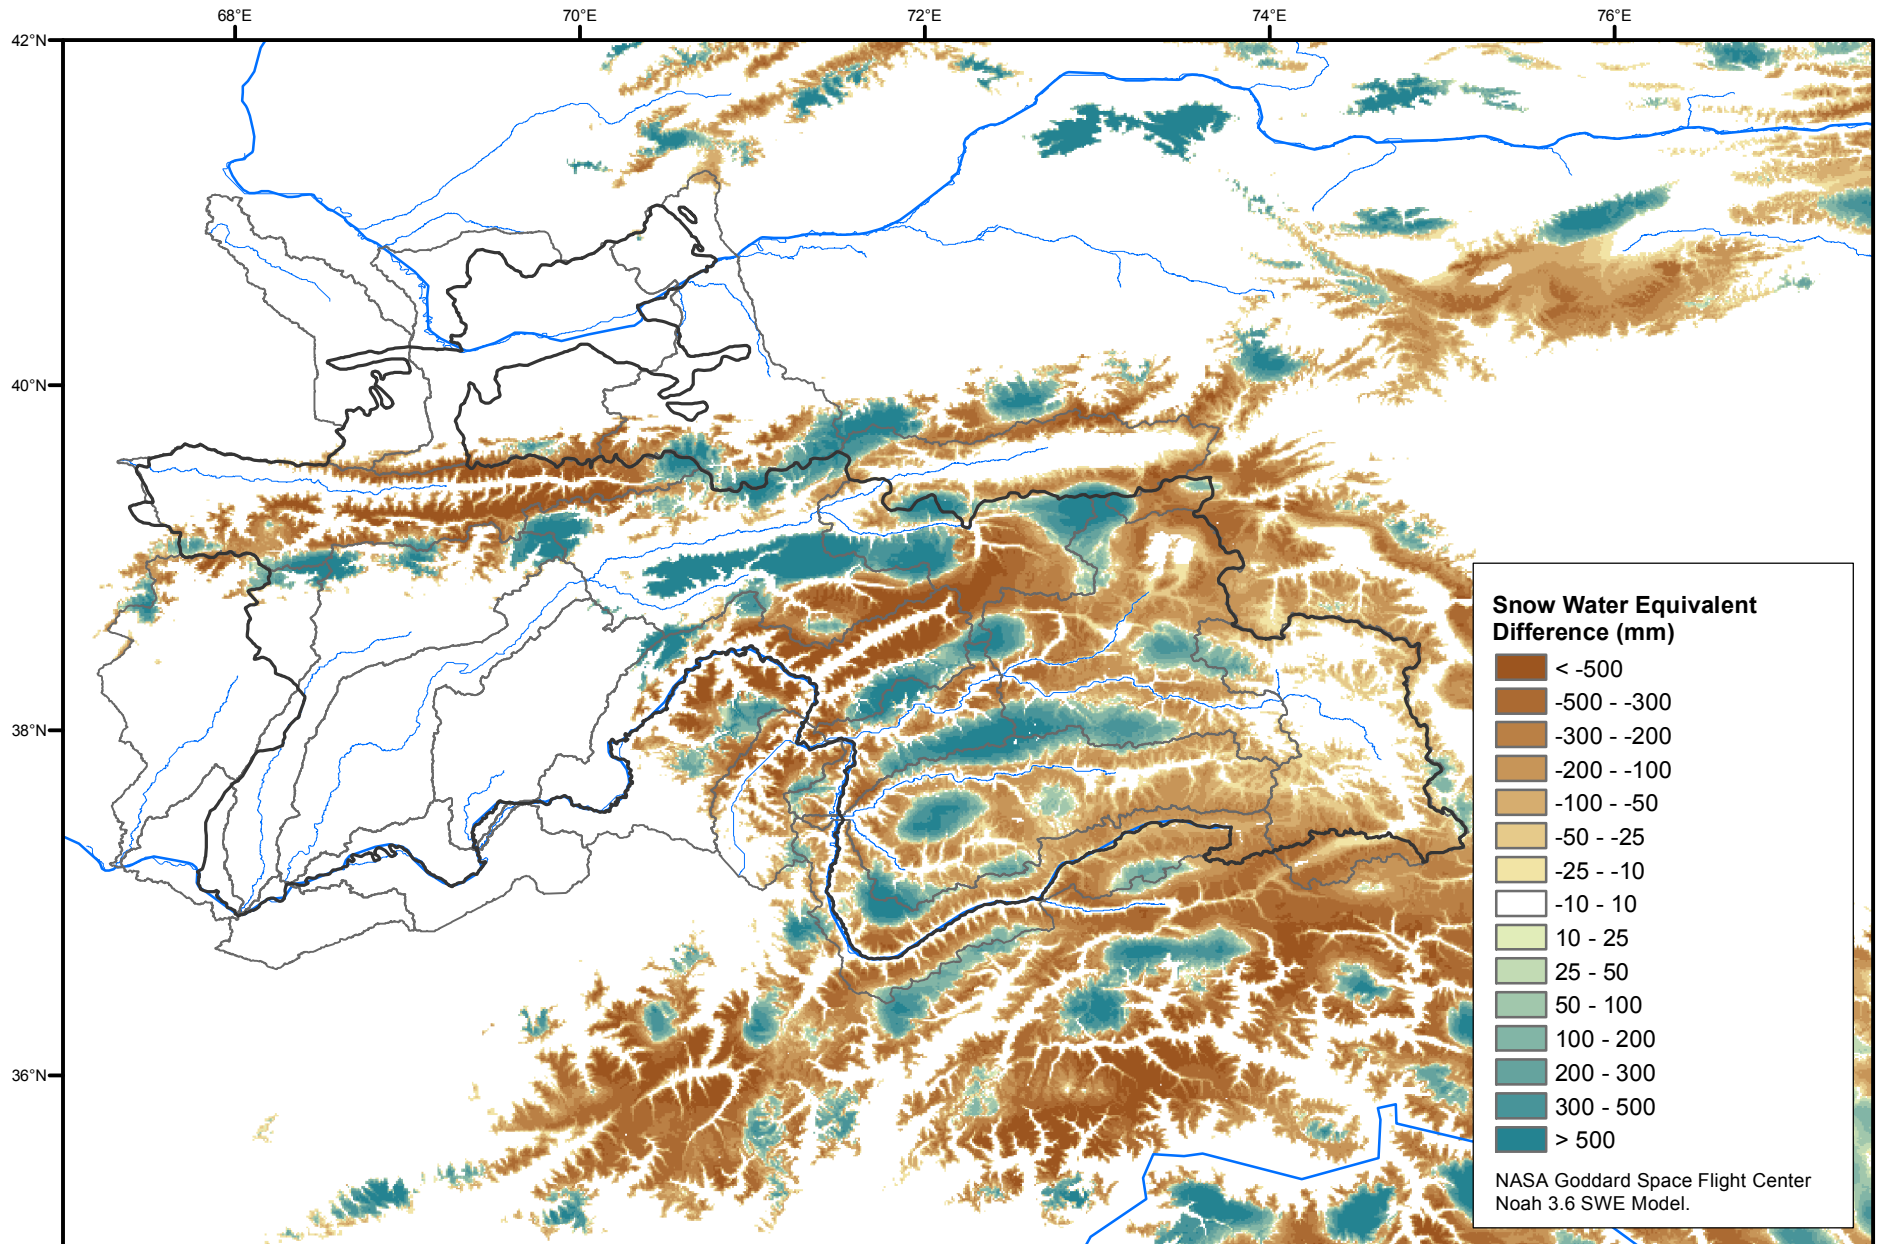 68°E 70°E 72°E 74°E 76°E
42°N
40°N
38°N
36°N
Snow Water Equivalent
Difference (mm)
< -500
-500 - -300
-300 - -200
-200 - -100
-100 - -50
-50 - -25
-25 - -10
-10 - 10
10 - 25
25 - 50
50 - 100
100 - 200
200 - 300
300 - 500
> 500
NASA Goddard Space Flight Center
Noah 3.6 SWE Model.